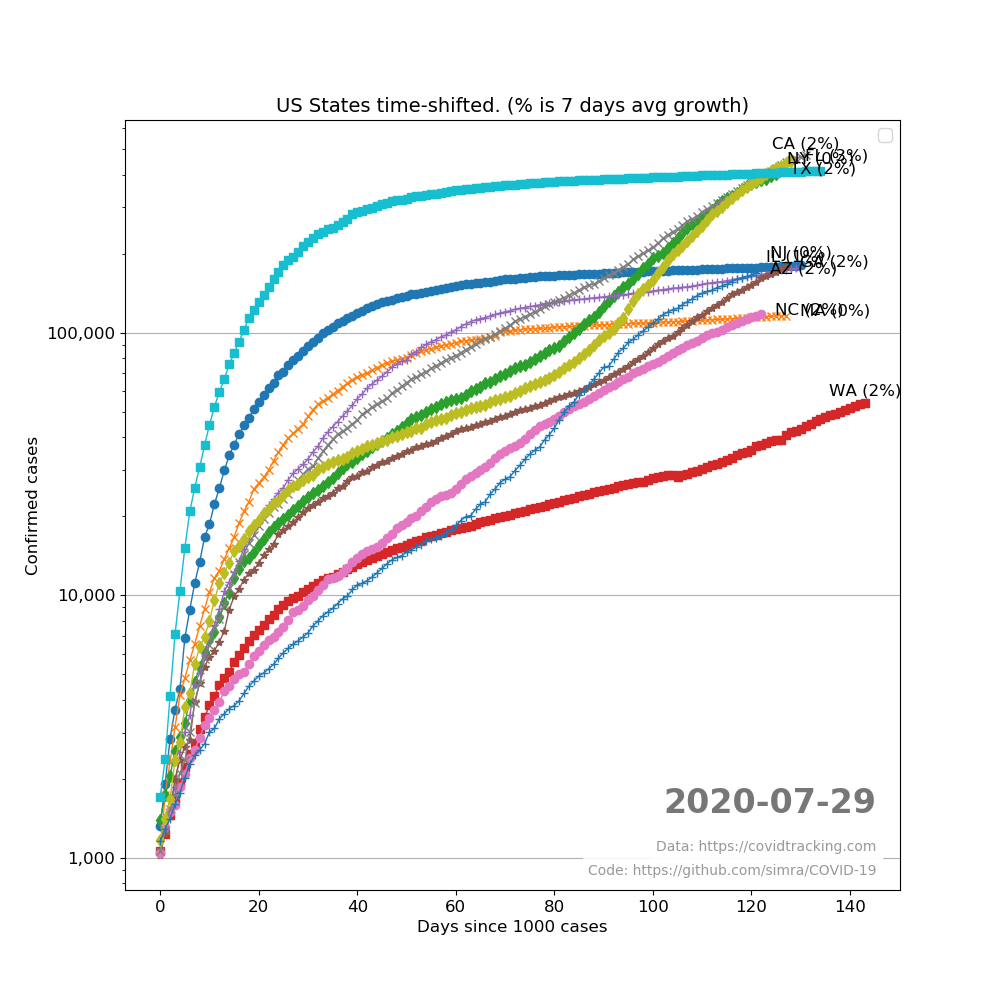 US States time-shifted. (% is 7 days avg growth)
CA (2%)
TX (2%)
NJ (0%)
AZ (2%)
NC (2%)
WA (2%)
100,000
10,000
1,000
Confirmed cases
2020-07-29
Data: https://covidtracking.com
Code: https://github.com/simra/COVID-19
0 20 40 60 80 100 120 140
Days since 1000 cases